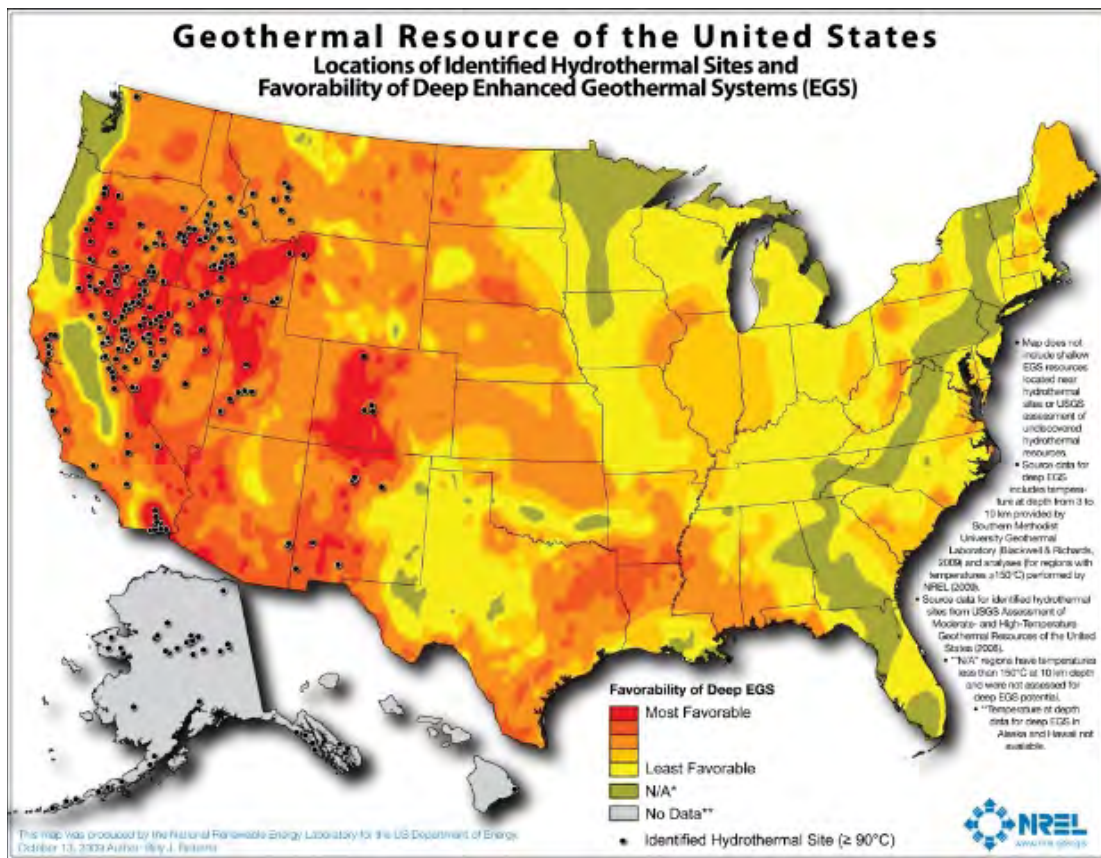 Geothermal Resource of the United States
Locations of Identified Hydrothermal Sites and
Favorability of Deep Enhanced Geothermal Systems (EGS)
• Map does not
include shallow
EGS resources
located near
hydrothermal
sites or USGS
assessment of
undiscovered
hydrothermal
resources.
• Source data for
deep EGS
includes tempera-
ture at depth from 3 to
10 km provided by
Southern Methodist
University Geothermal
Laboratory (Blackwell & Richards,
2009) and analyses (for regions with
temperatures ≥150°C) performed by
NREL (2009).
• Source data for identified hydrothermal
sites from USGS Assessment of
Moderate- and High-Temperature
Geothermal Resources of the United
States (2008).
• *"N/A" regions have temperatures
less than 150°C at 10 km depth
and were not assessed for
deep EGS potential.
• **Temperature at depth
data for deep EGS in
Alaska and Hawaii not
available.
Favorability of Deep EGS
Most Favorable
Least Favorable
N/A*
No Data**
Identified Hydrothermal Site (≥ 90°C)
This map was produced by the National Renewable Energy Laboratory for the US Department of Energy.
October 13, 2009 Author: Billy J. Roberts
NREL